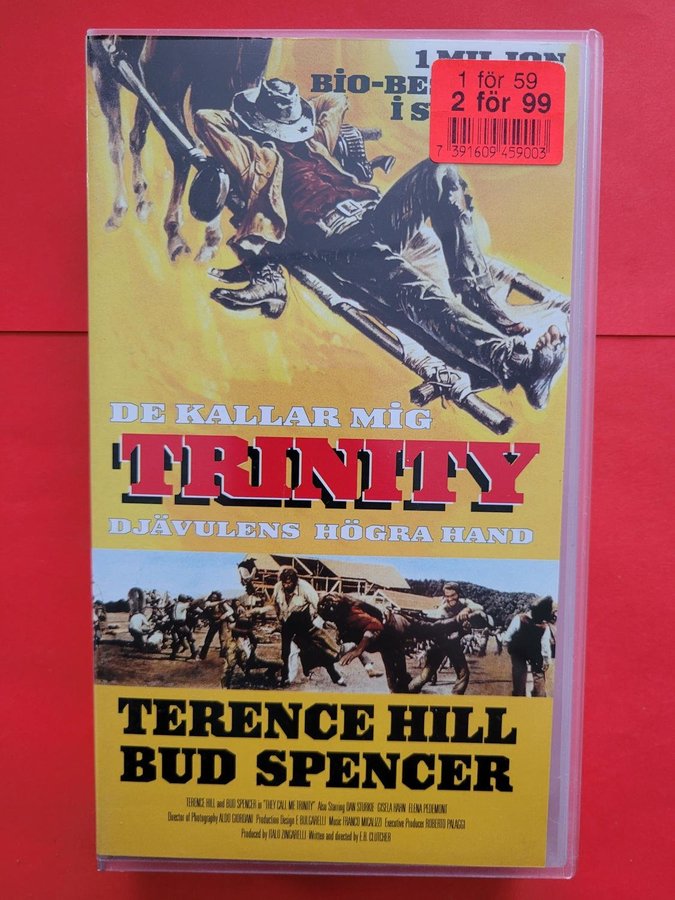 1 MILJON
BIO-BES
I S
1 för 59
2 för 99
7 391609 459003
DE KALLAR MIG
TRINITY
DJÄVULENS HÖGRA HAND
TERENCE HILL
BUD SPENCER
TERENCE HILL and BUD SPENCER in "THEY CALL ME TRINITY" Also Starring DAN STURKIE GISELA HAHN ELENA PEDEMONT
Director of Photography ALDO GIORDANI Production Design E. BULGARELLI Music FRANCO MICALIZZI Executive Producer ROBERTO PALAGGI
Produced by ITALO ZINGARELLI Written and directed by E.B. CLUTCHER